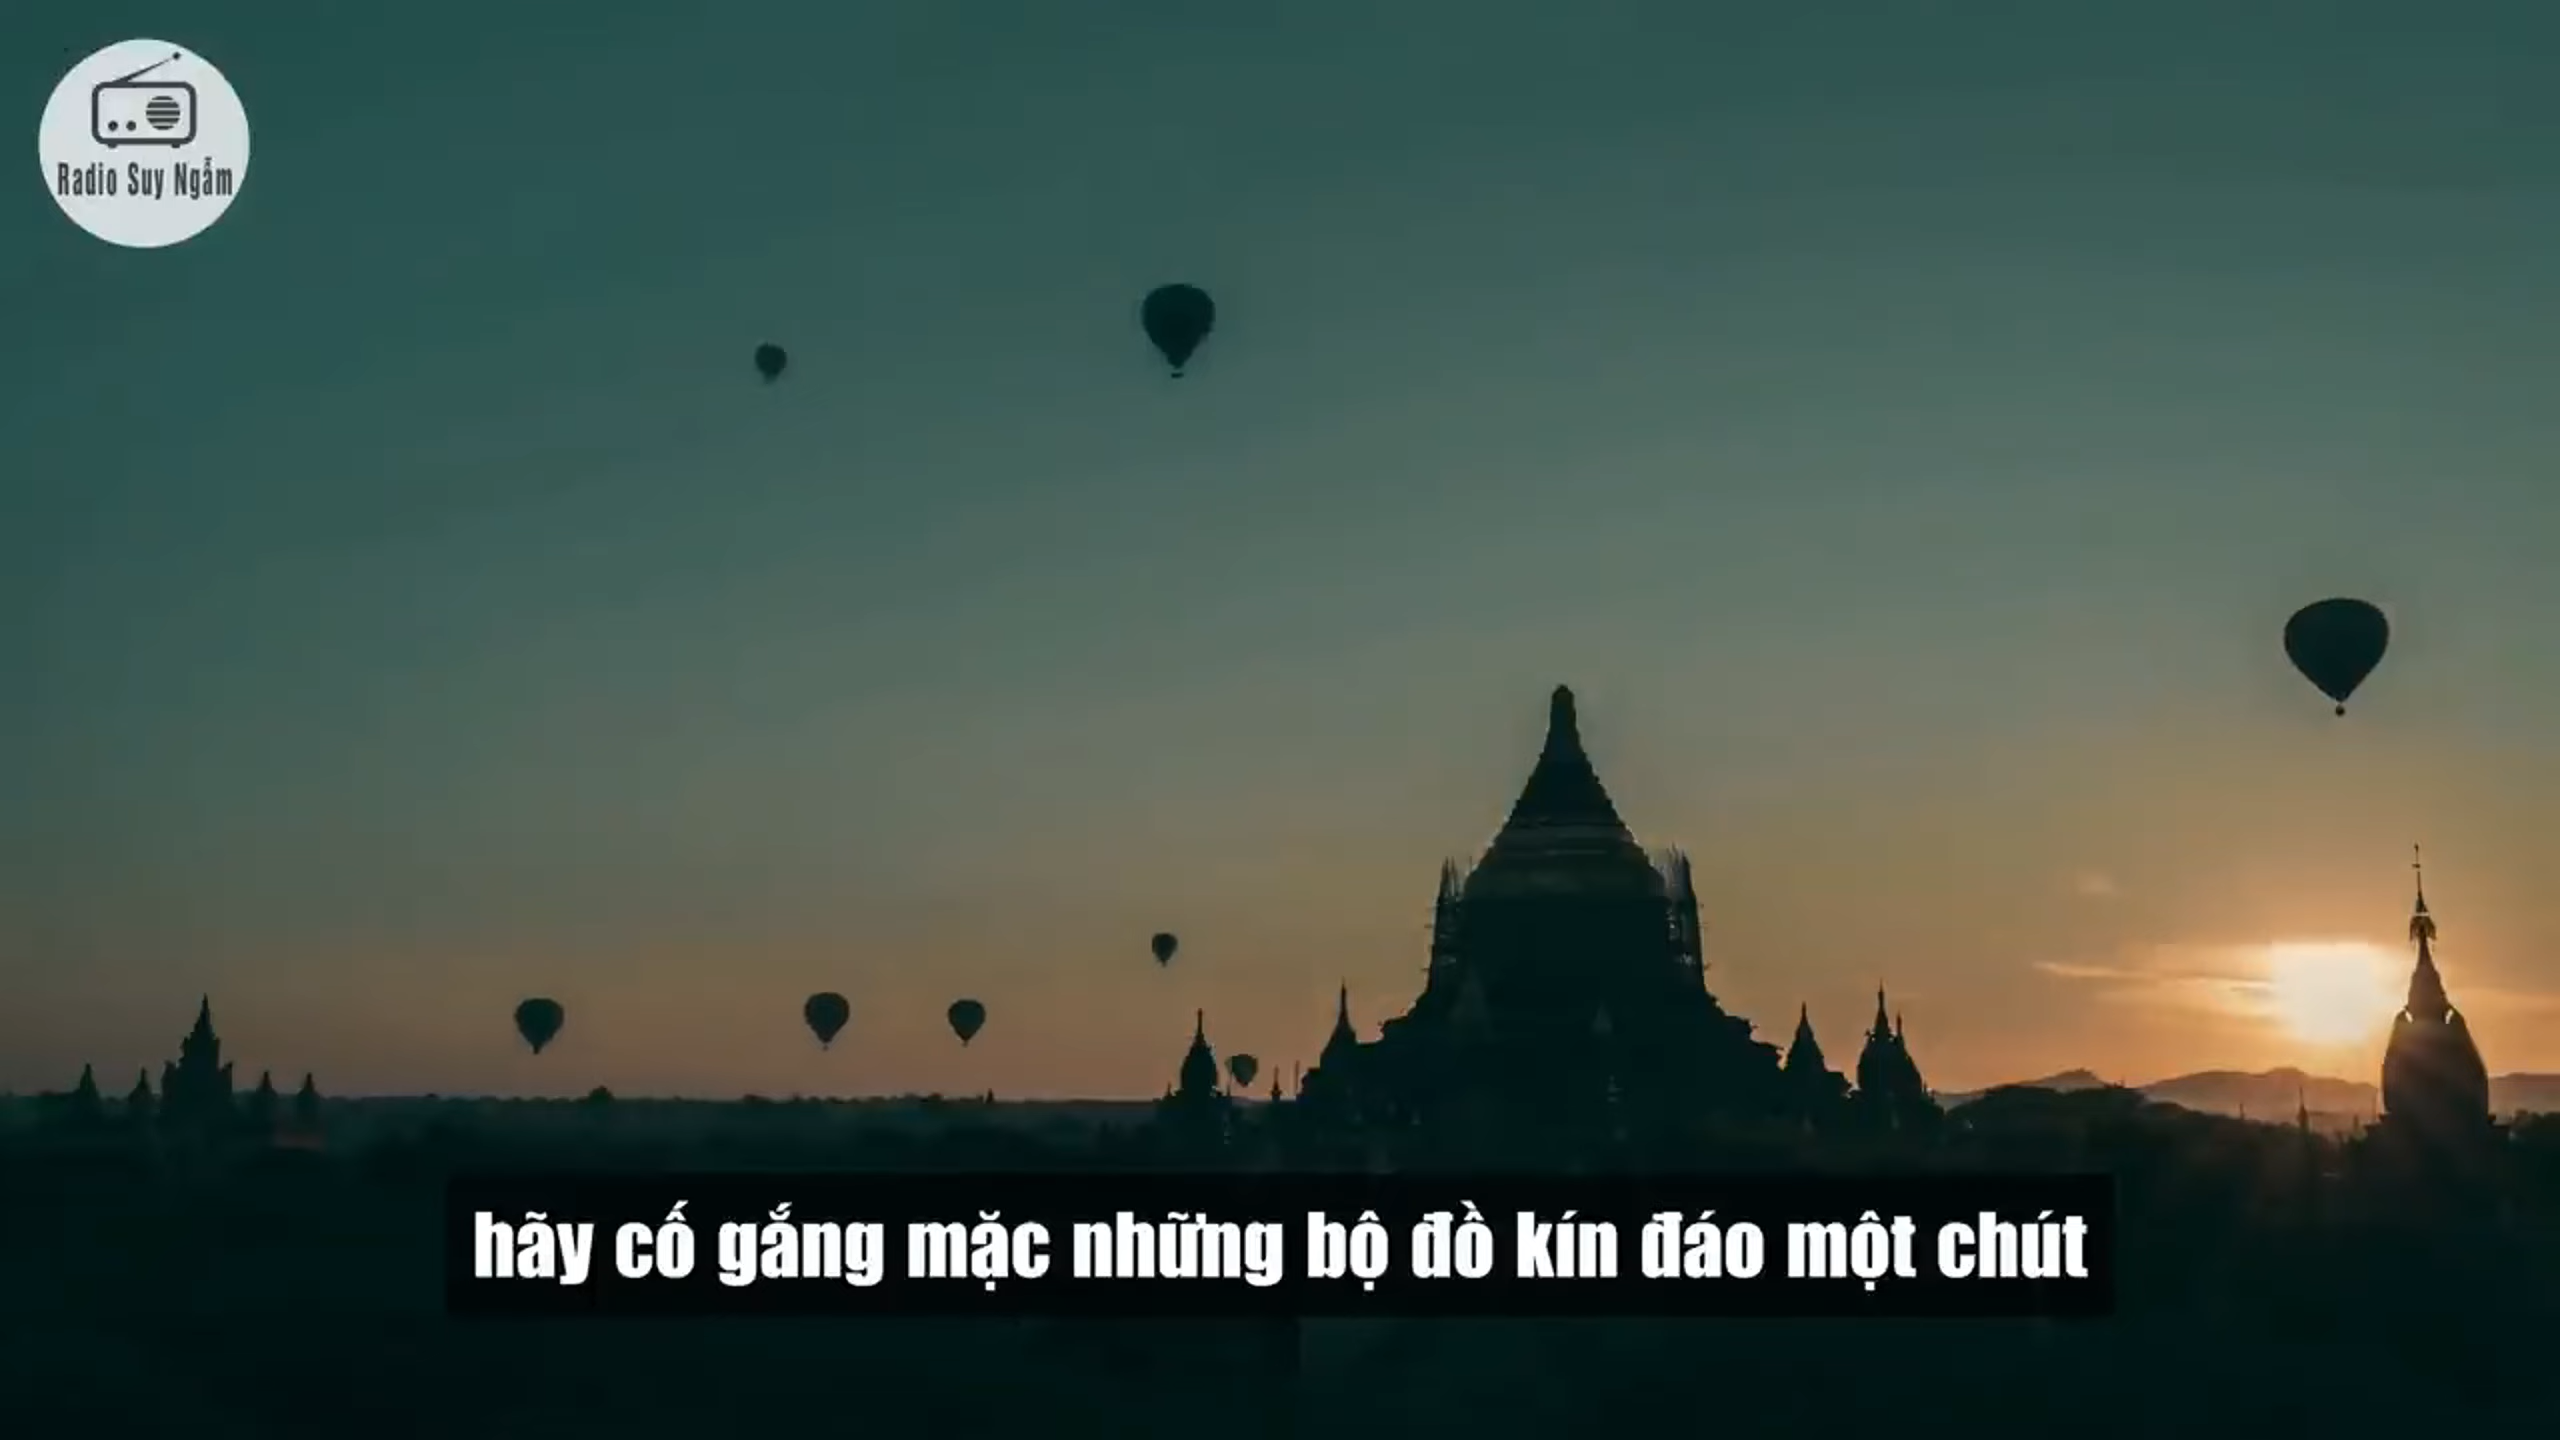 Radio Suy Ngẫm
hãy cố gắng mặc những bộ đồ kín đáo một chút